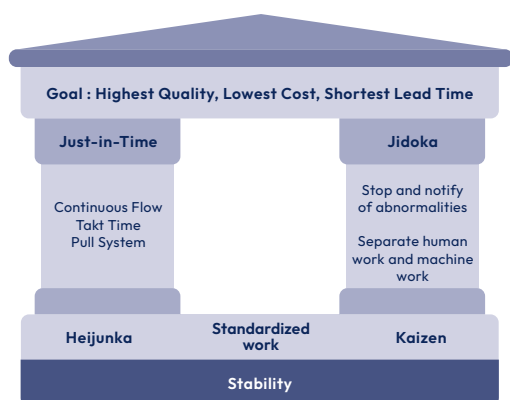 Goal : Highest Quality, Lowest Cost, Shortest Lead Time
Just-in-Time
Continuous Flow
Takt Time
Pull System
Jidoka
Stop and notify
of abnormalities
Separate human
work and machine
work
Heijunka
Standardized
work
Kaizen
Stability